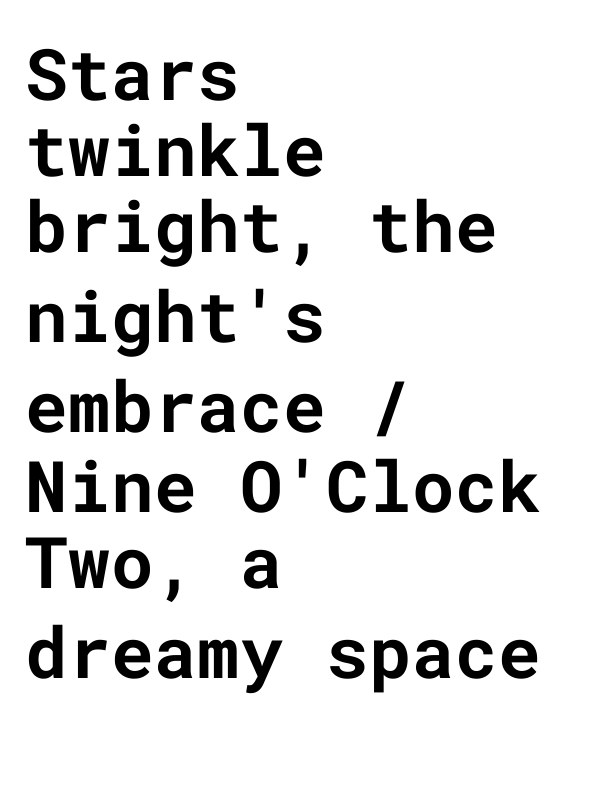 Stars
twinkle
bright, the
night's
embrace /
Nine O'Clock
Two, a
dreamy space